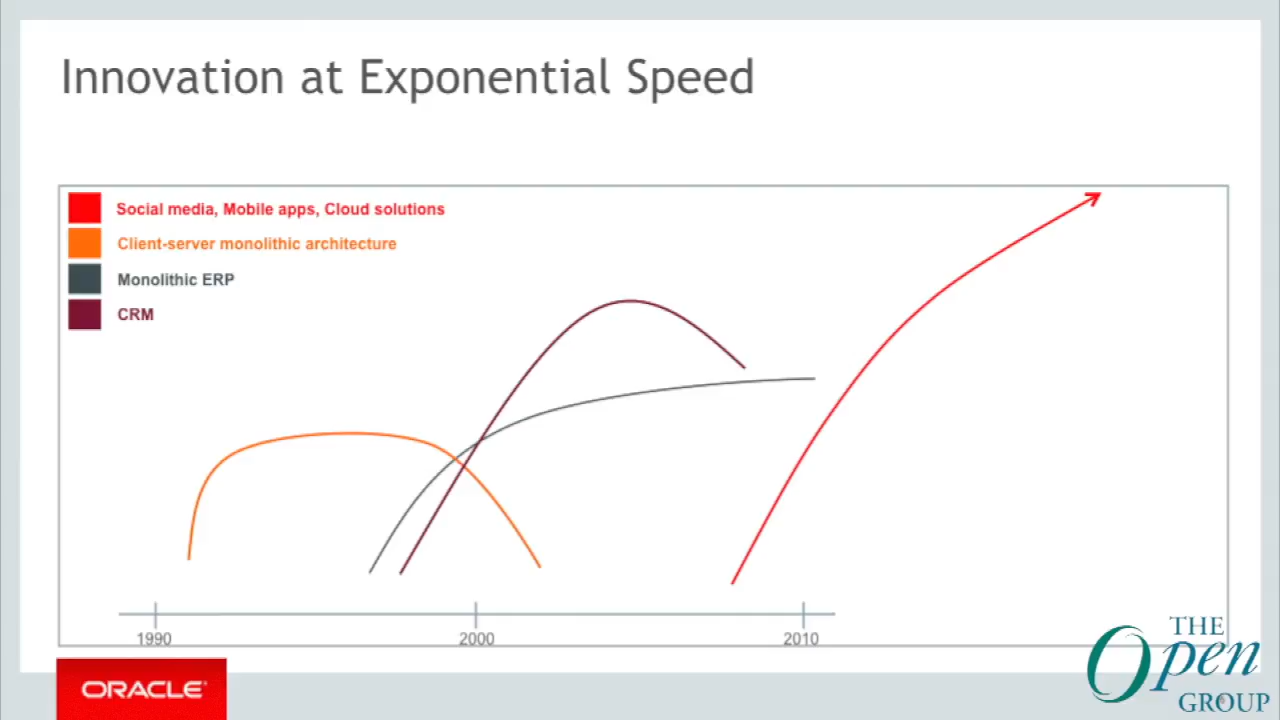 Innovation at Exponential Speed
Social media, Mobile apps, Cloud solutions
Client-server monolithic architecture
Monolithic ERP
CRM
1990 2000 2010
ORACLE
THE
Open
GROUP